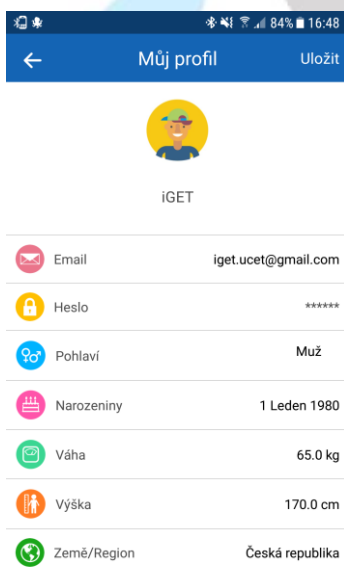 84% 16:48
Můj profil Uložit
iGET
Email iget.ucet@gmail.com
Heslo ******
Pohlaví Muž
Narozeniny 1 Leden 1980
Váha 65.0 kg
Výška 170.0 cm
Země/Region Česká republika